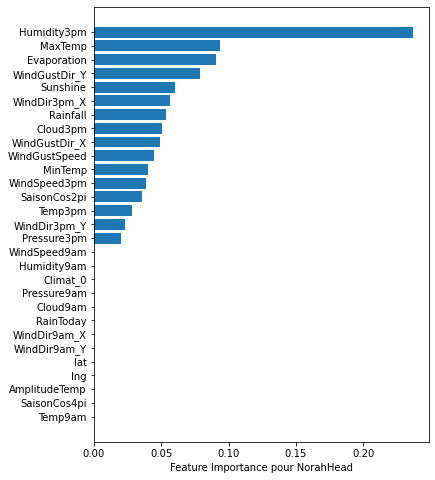 Humidity3pm
MaxTemp
Evaporation
WindGustDir_Y
Sunshine
WindDir3pm_X
Rainfall
Cloud3pm
WindGustDir_X
WindGustSpeed
MinTemp
WindSpeed3pm
SaisonCos2pi
Temp3pm
WindDir3pm_Y
Pressure3pm
WindSpeed9am
Humidity9am
Climat_0
Pressure9am
Cloud9am
RainToday
WindDir9am_X
WindDir9am_Y
lat
lng
AmplitudeTemp
SaisonCos4pi
Temp9am
0.00 0.05 0.10 0.15 0.20
Feature Importance pour NorahHead